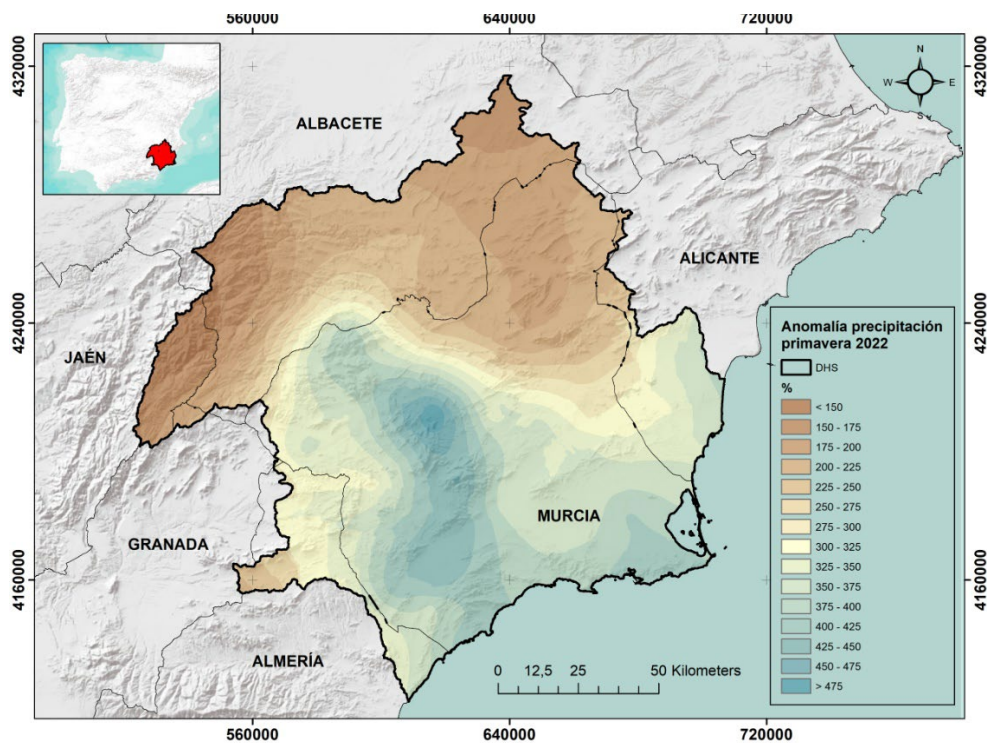 560000 640000 720000
4320000 4320000
N
W E
S
ALBACETE
ALICANTE
4240000 4240000
JAÉN
Anomalía precipitación
primavera 2022
DHS
%
< 150
150 - 175
175 - 200
200 - 225
225 - 250
250 - 275
275 - 300
300 - 325
325 - 350
350 - 375
375 - 400
400 - 425
425 - 450
450 - 475
> 475
MURCIA
GRANADA
4160000 4160000
ALMERÍA
0 12,5 25 50 Kilometers
560000 640000 720000